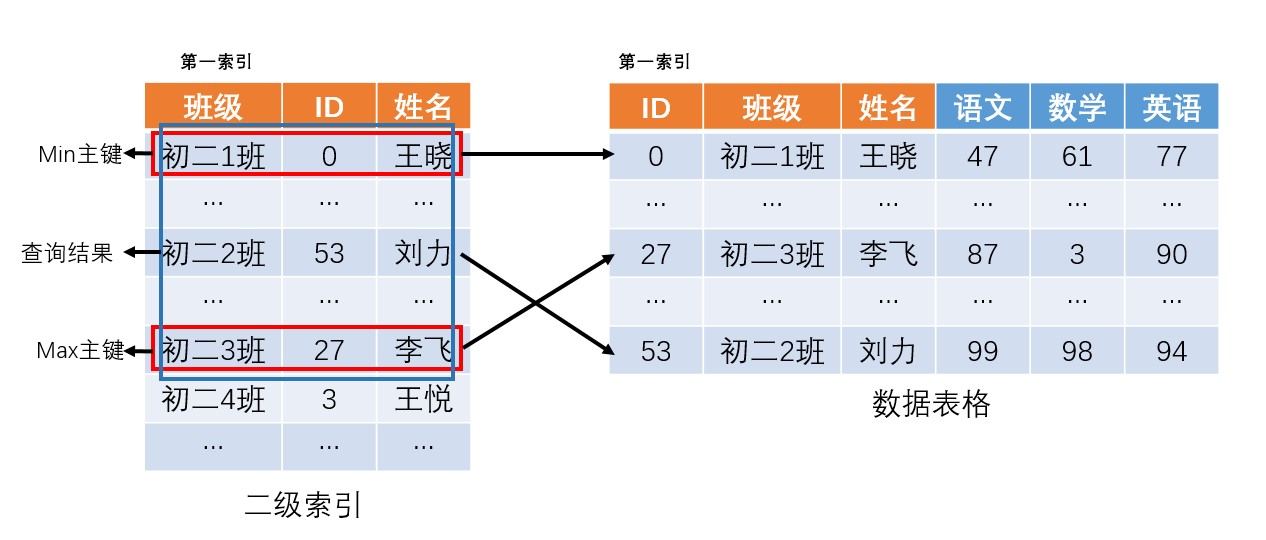 第一索引 第一索引
班级 ID 姓名 ID 班级 姓名 语文 数学 英语
Min主键 初二1班 0 王晓 0 初二1班 王晓 47 61 77
... ... ... ... ... ... ... ... ...
查询结果 初二2班 53 刘力 27 初二3班 李飞 87 3 90
... ... ... ... ... ... ... ... ...
Max主键 初二3班 27 李飞 53 初二2班 刘力 99 98 94
初二4班 3 王悦 数据表格
... ... ...
二级索引